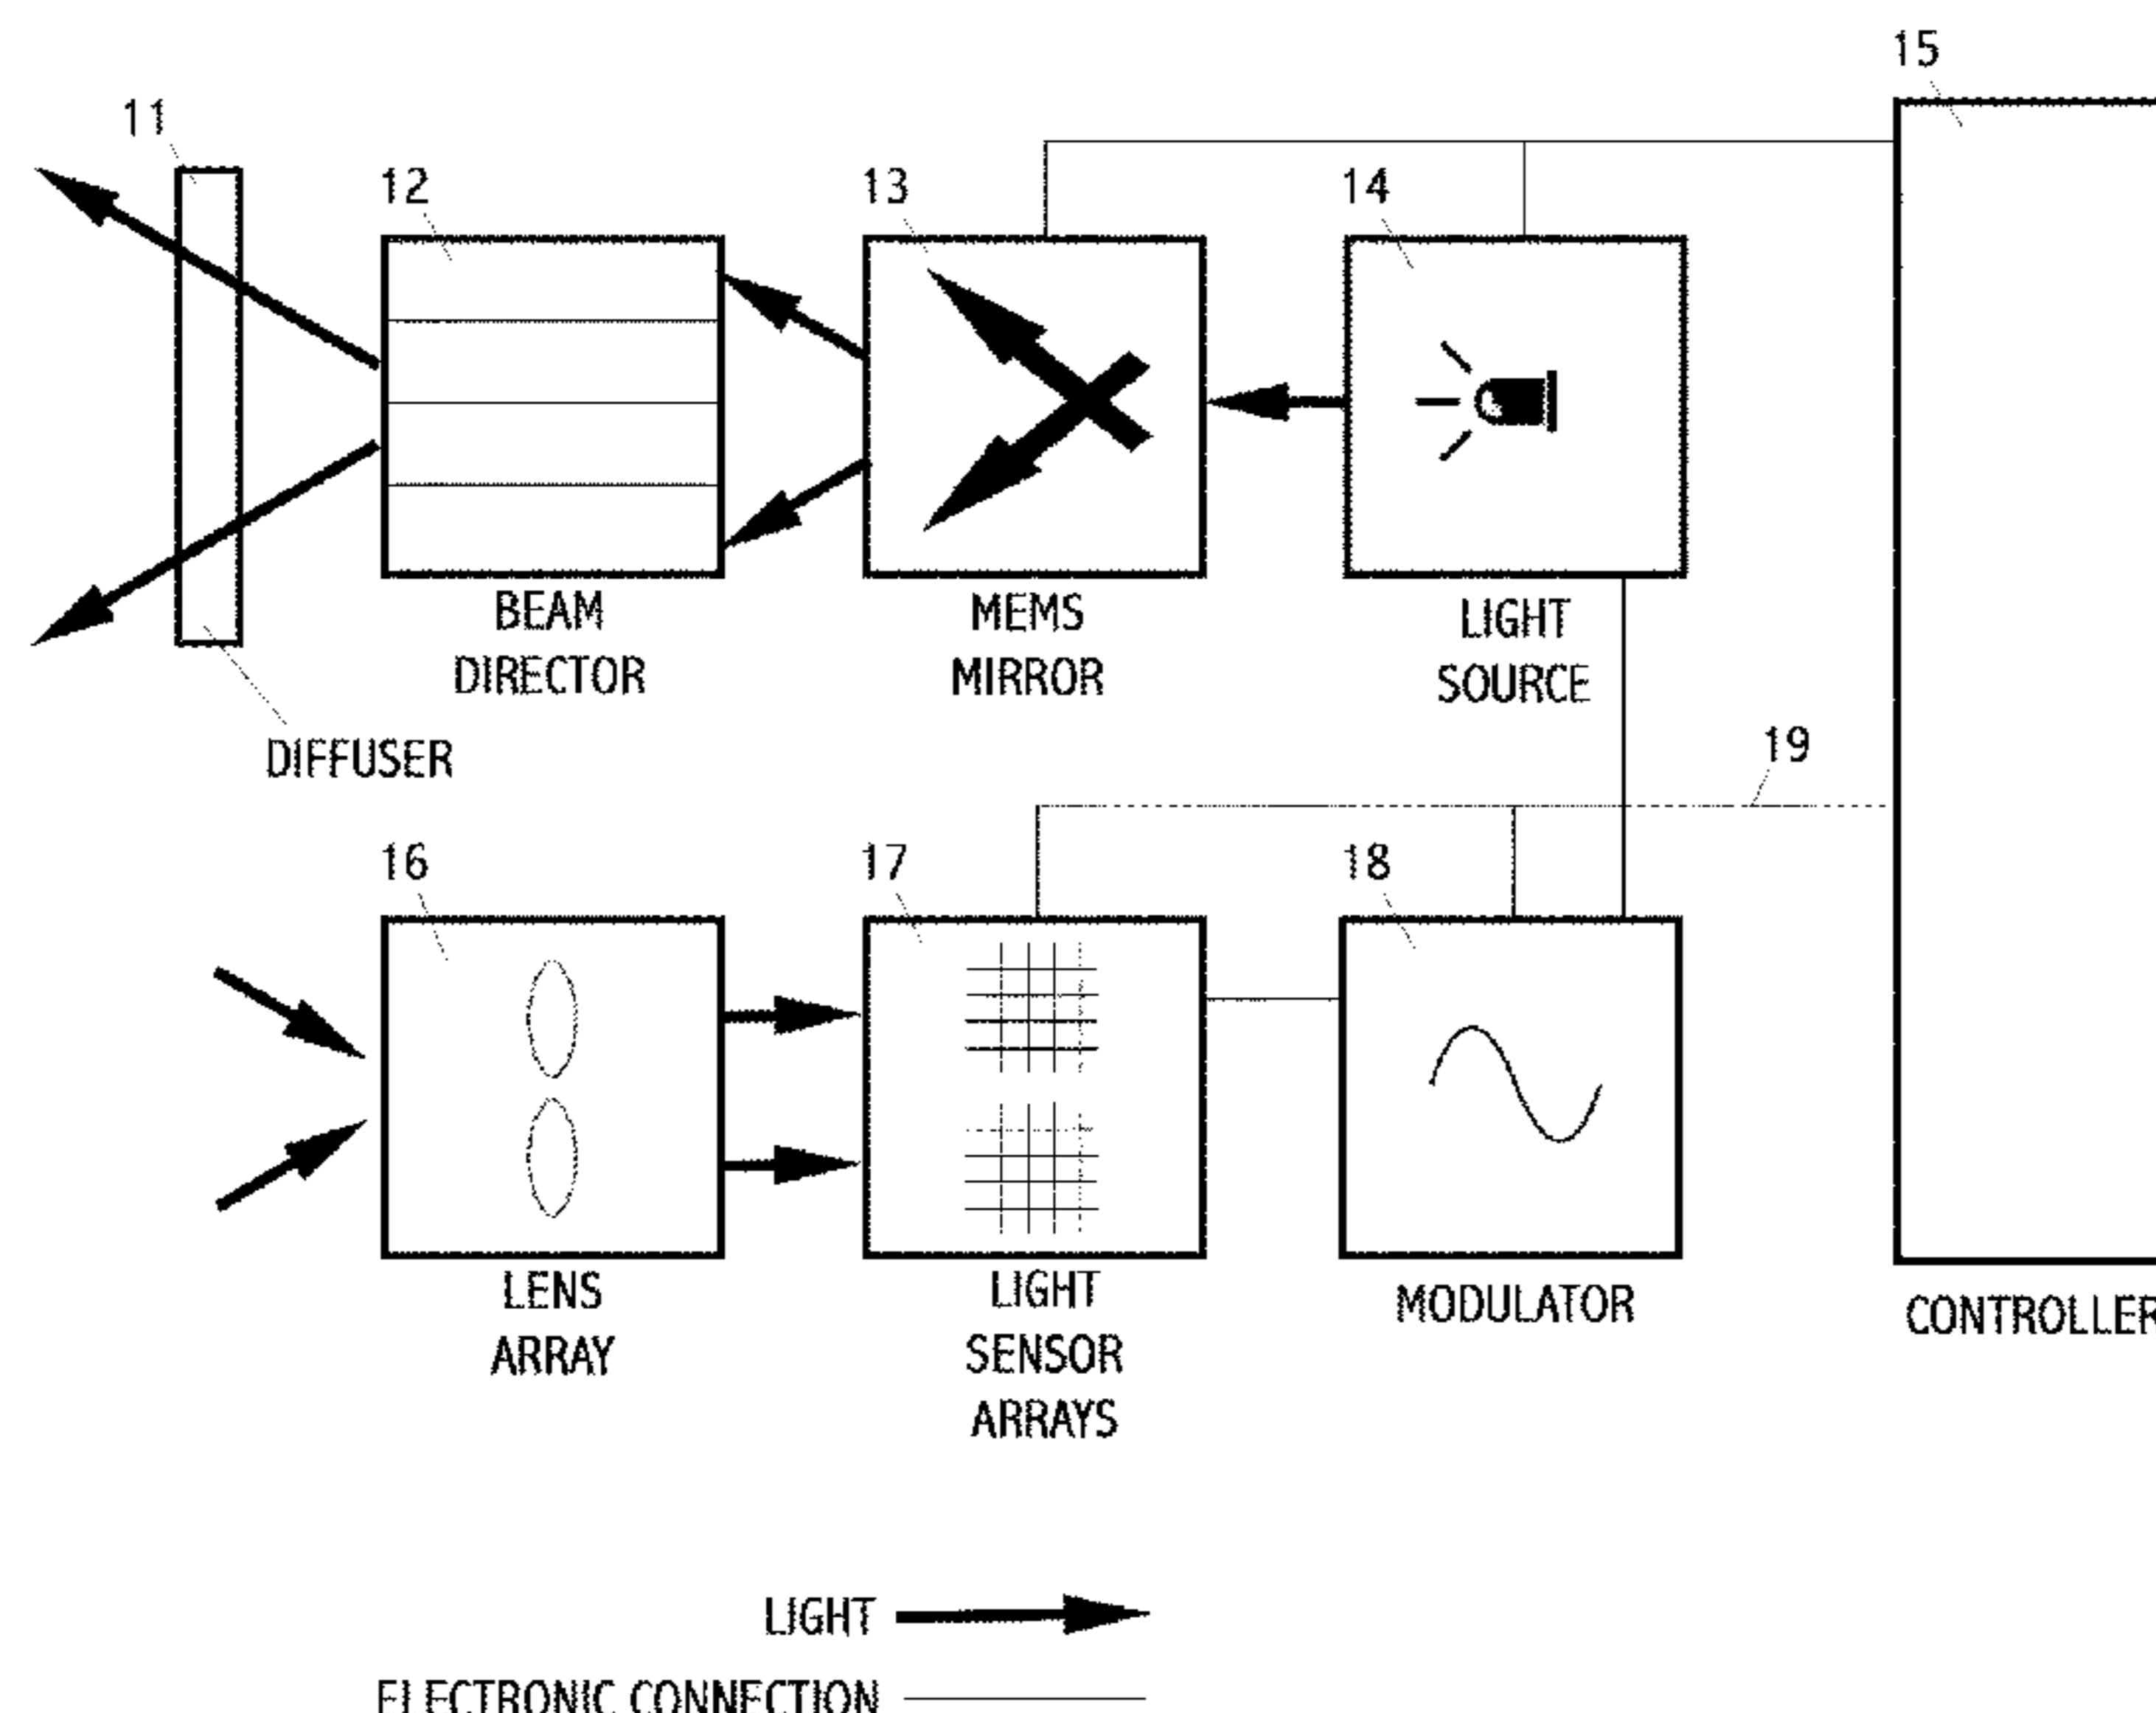 15
11
12
13
14
BEAM
DIRECTOR
MEMS
MIRROR
LIGHT
SOURCE
DIFFUSER
19
16
17
18
LENS
ARRAY
LIGHT
SENSOR
ARRAYS
MODULATOR
CONTROLLER
LIGHT
ELECTRONIC CONNECTION